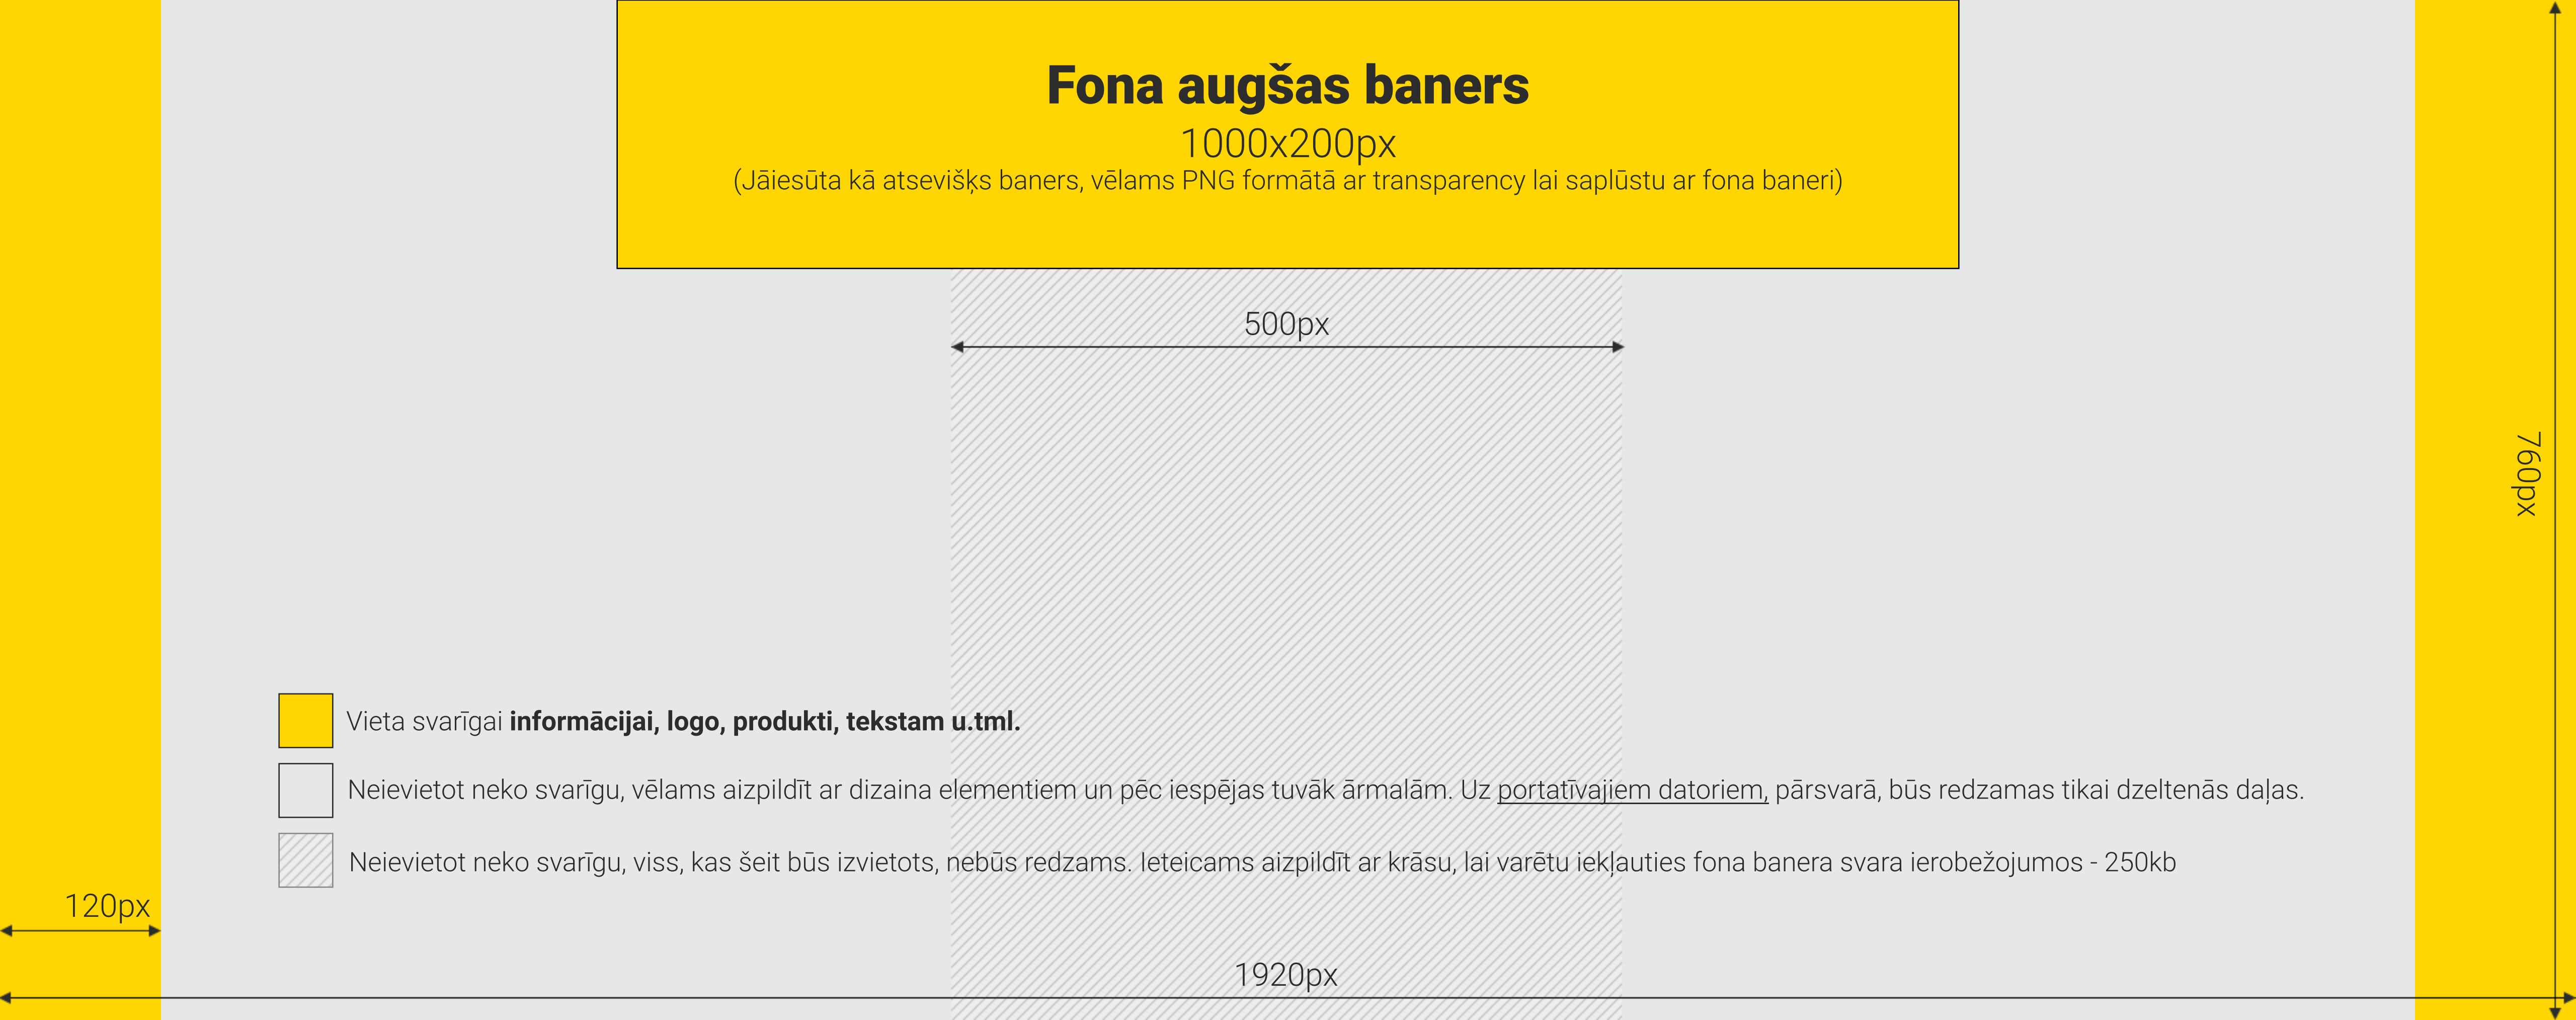 Fona augšas baners
1000x200px
(Jāiesūta kā atsevišķs baners, vēlams PNG formātā ar transparency lai saplūstu ar fona baneri)
500px
760px
Vieta svarīgai informācijai, logo, produkti, tekstam u.tml.
Neievietot neko svarīgu, vēlams aizpildīt ar dizaina elementiem un pēc iespējas tuvāk ārmalām. Uz portatīvajiem datoriem, pārsvarā, būs redzamas tikai dzeltenās daļas.
Neievietot neko svarīgu, viss, kas šeit būs izvietots, nebūs redzams. Ieteicams aizpildīt ar krāsu, lai varētu iekļauties fona banera svara ierobežojumos - 250kb
120px
1920px